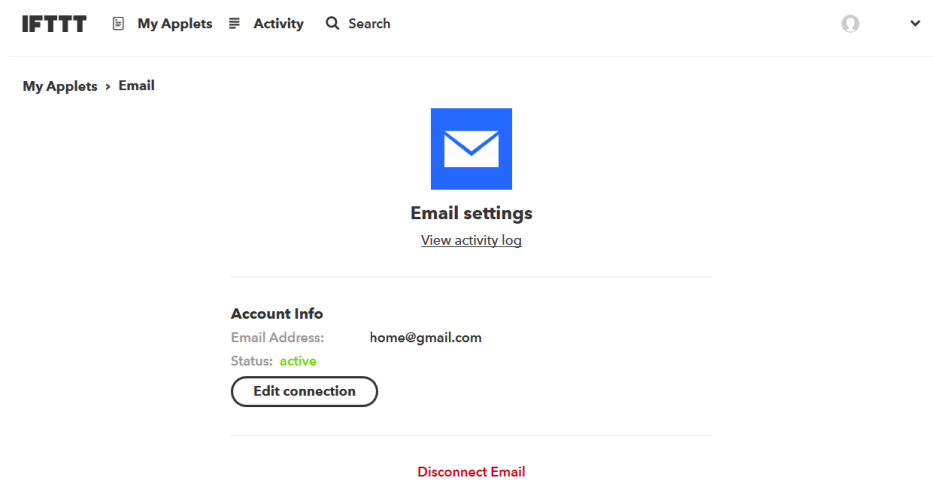 IFTTT My Applets Activity Search
My Applets › Email
Email settings
View activity log
Account Info
Email Address: home@gmail.com
Status: active
Edit connection
Disconnect Email